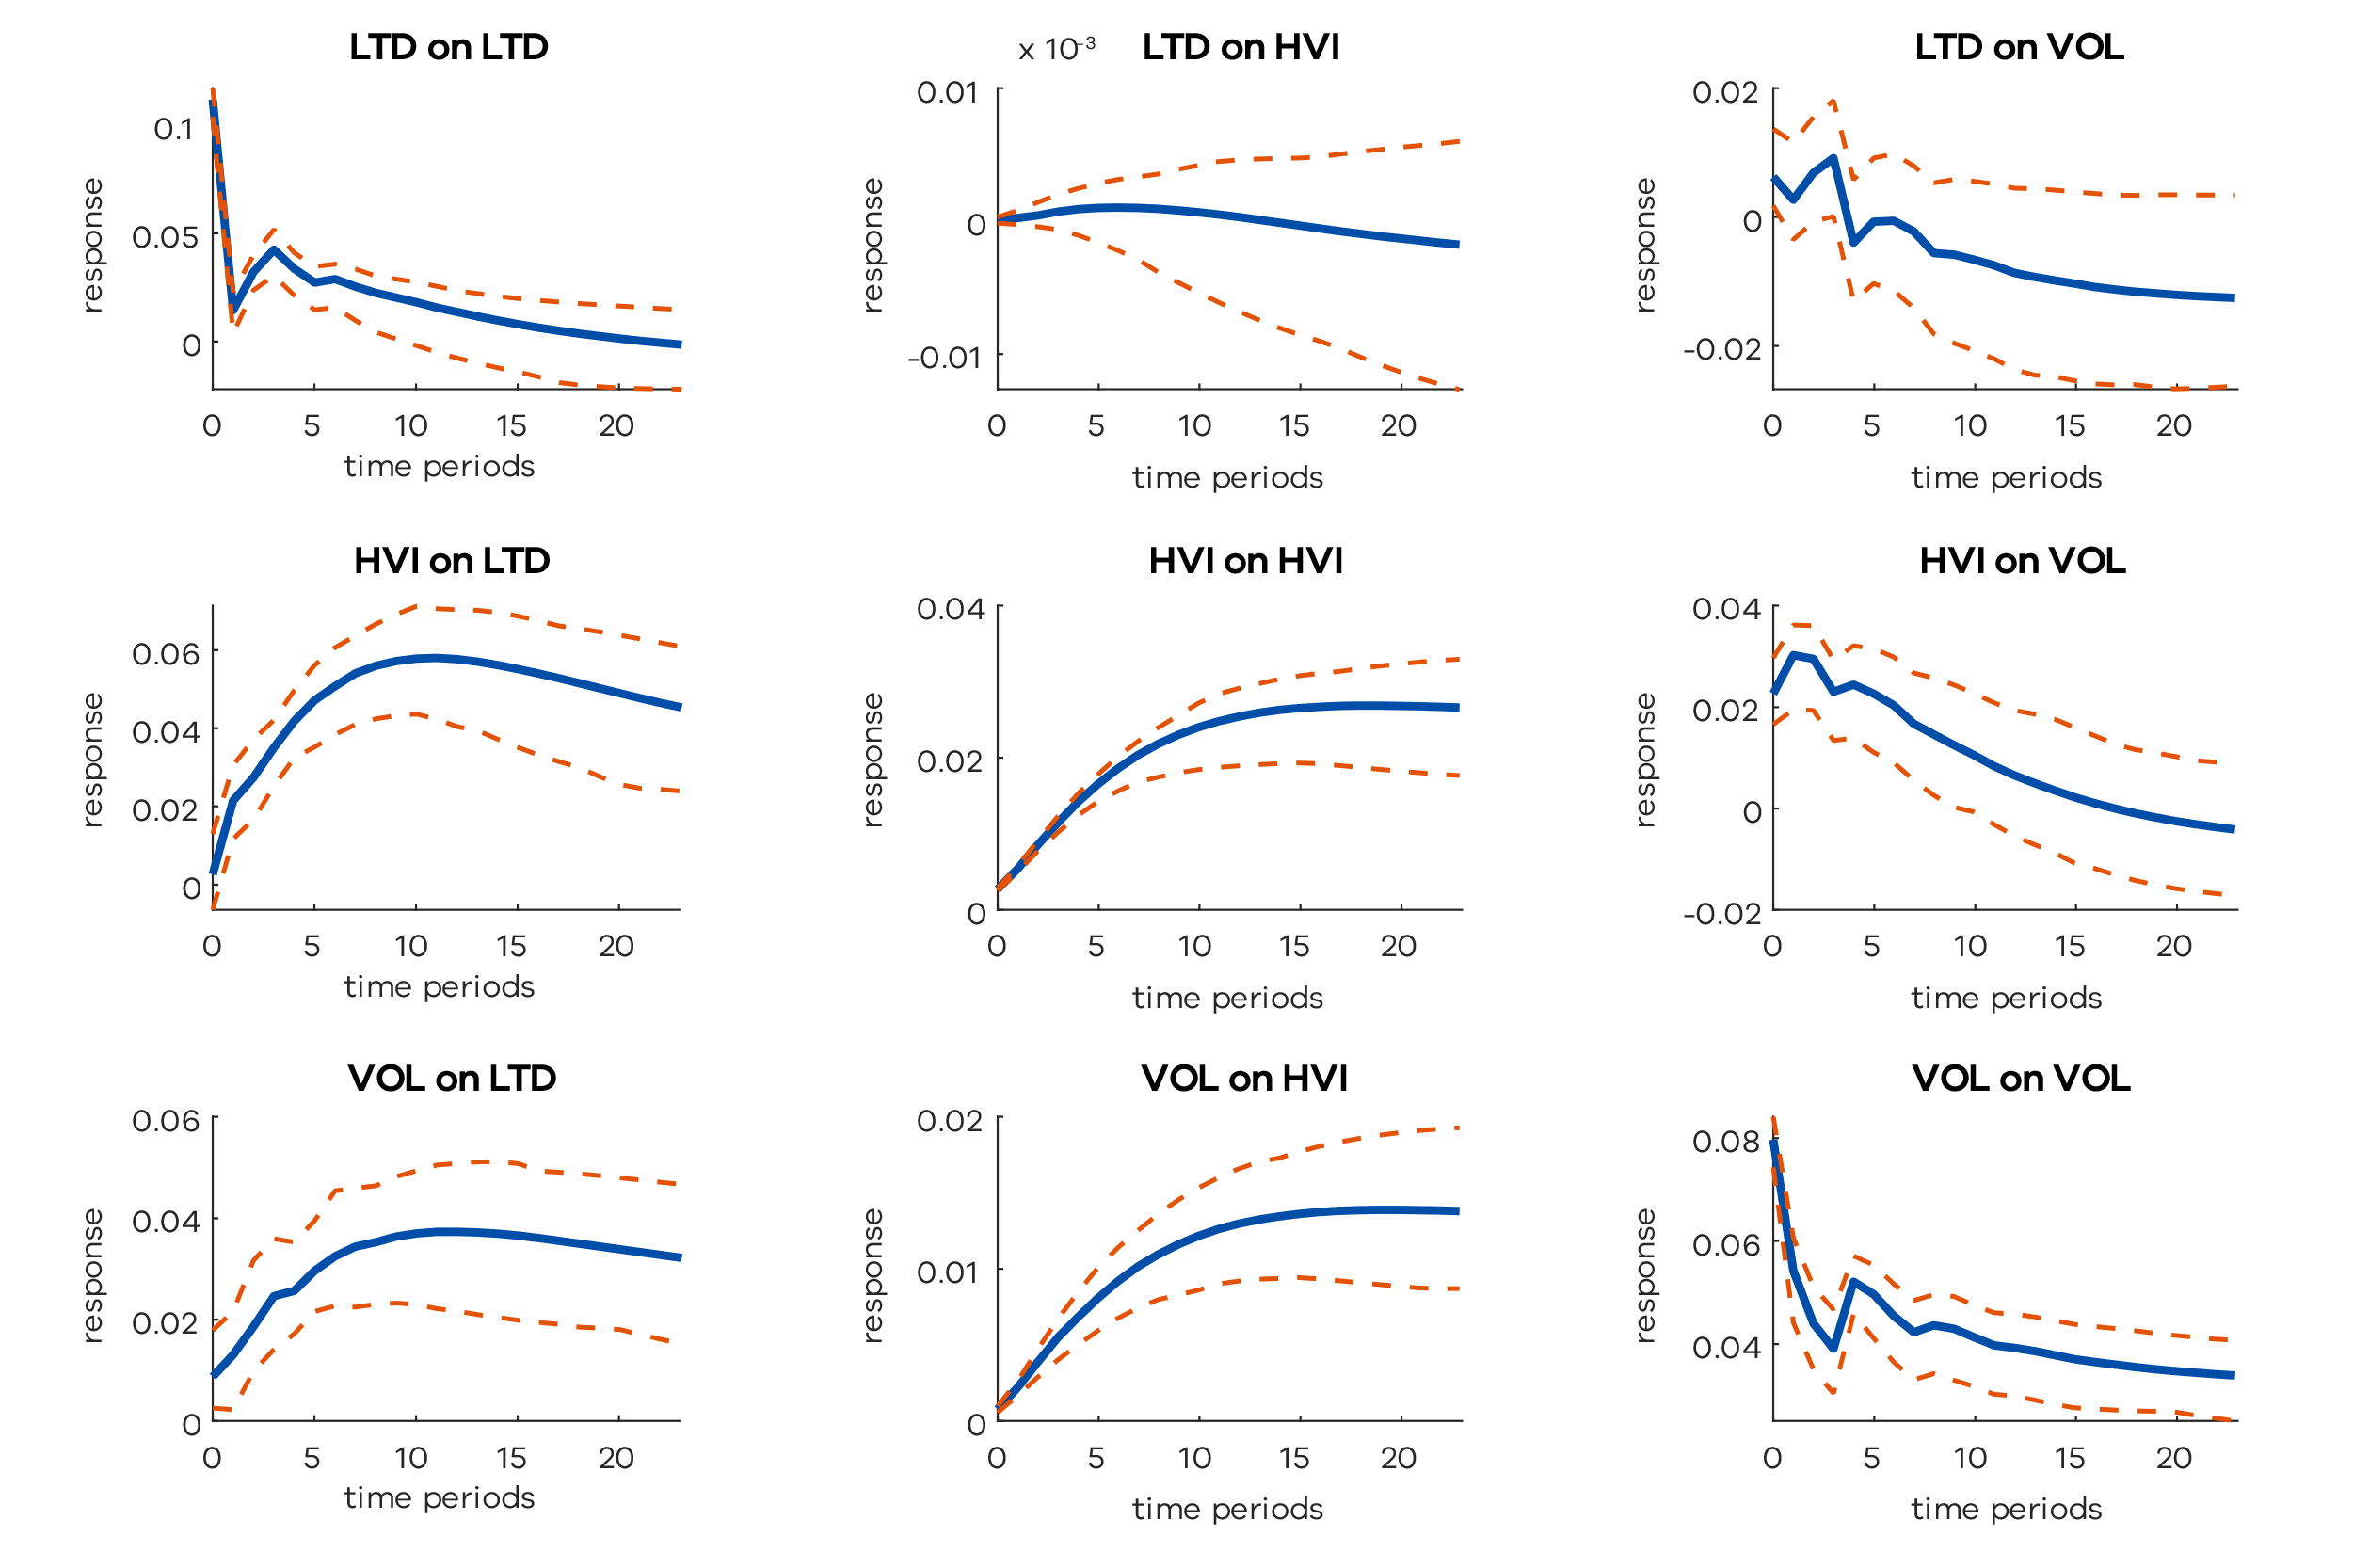 LTD on LTD
0.1
0.05
0
response
0 5 10 15 20
time periods
x 10-3 LTD on HVI
0.01
0
-0.01
response
0 5 10 15 20
time periods
LTD on VOL
0.02
0
-0.02
response
0 5 10 15 20
time periods
HVI on LTD
0.06
0.04
0.02
0
response
0 5 10 15 20
time periods
HVI on HVI
0.04
0.02
0
response
0 5 10 15 20
time periods
HVI on VOL
0.04
0.02
0
-0.02
response
0 5 10 15 20
time periods
VOL on LTD
0.06
0.04
0.02
0
response
0 5 10 15 20
time periods
VOL on HVI
0.02
0.01
0
response
0 5 10 15 20
time periods
VOL on VOL
0.08
0.06
0.04
response
0 5 10 15 20
time periods